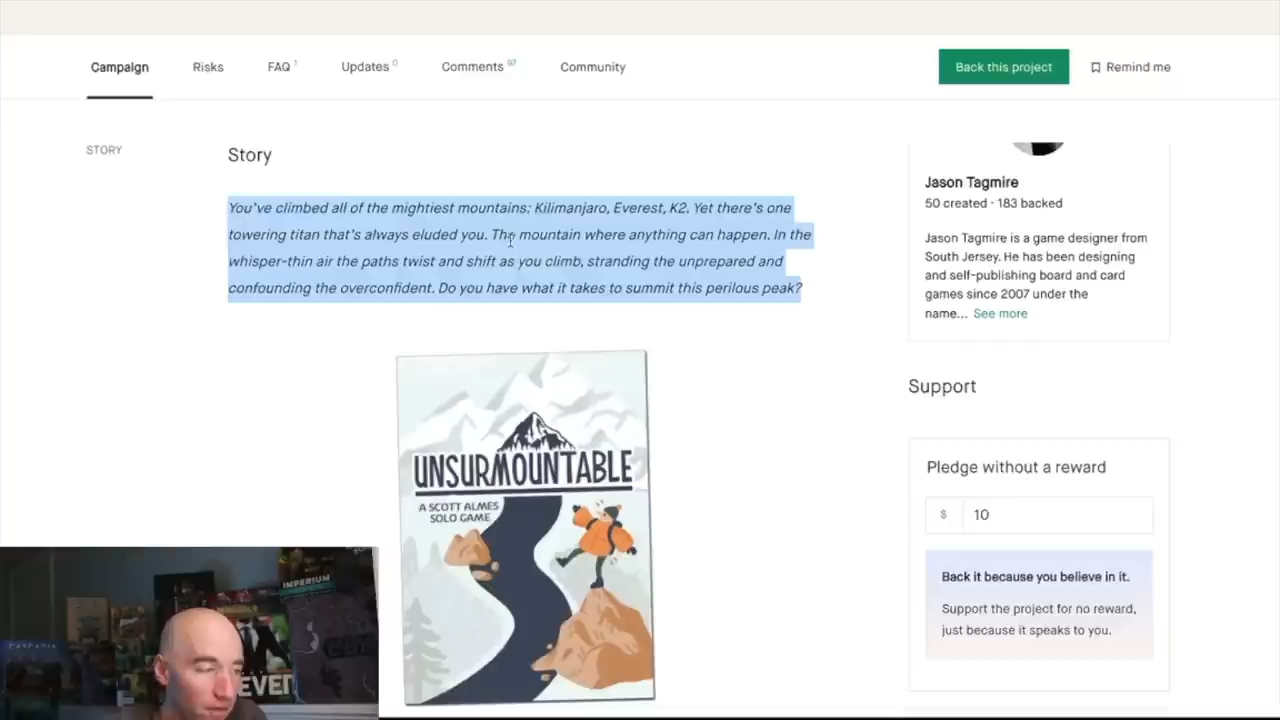 Campaign
Risks
FAQ 1
Updates 0
Comments 97
Community
Back this project
Remind me
STORY
Story
You've climbed all of the mightiest mountains: Kilimanjaro, Everest, K2. Yet there's one
towering titan that's always eluded you. The mountain where anything can happen. In the
whisper-thin air the paths twist and shift as you climb, stranding the unprepared and
confounding the overconfident. Do you have what it takes to summit this perilous peak?
UNSURMOUNTABLE
A SCOTT ALMES
SOLO GAME
Jason Tagmire
50 created · 183 backed
Jason Tagmire is a game designer from
South Jersey. He has been designing
and self-publishing board and card
games since 2007 under the
name... See more
Support
Pledge without a reward
$ 10
Back it because you believe in it.
Support the project for no reward,
just because it speaks to you.
IMPERIUM
CASCADIA
EVEN